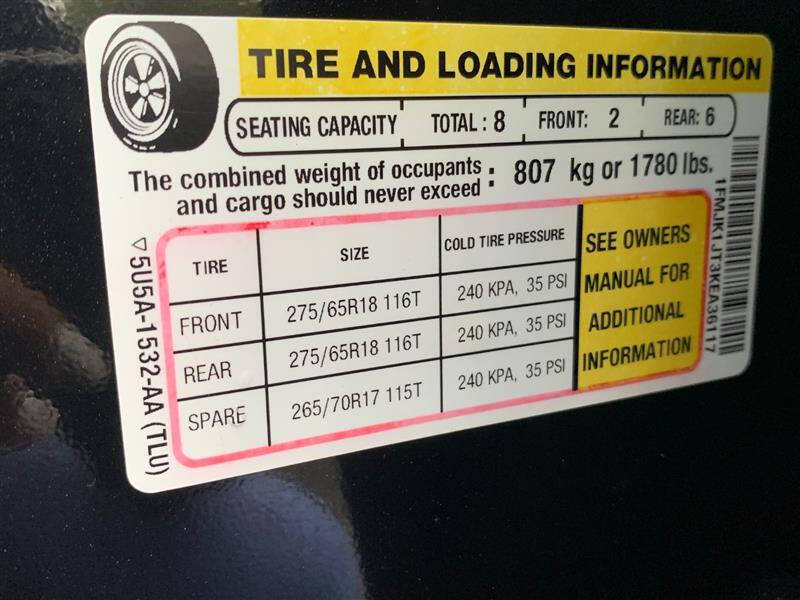 TIRE AND LOADING INFORMATION
SEATING CAPACITY TOTAL: 8 FRONT: 2 REAR: 6
The combined weight of occupants
and cargo should never exceed : 807 kg or 1780 lbs.
TIRE SIZE COLD TIRE PRESSURE
FRONT 275/65R18 116T 240 KPA, 35 PSI
REAR 275/65R18 116T 240 KPA, 35 PSI
SPARE 265/70R17 115T 240 KPA, 35 PSI
SEE OWNERS
MANUAL FOR
ADDITIONAL
INFORMATION
5U5A-1532-AA (TLU)
1FMJK1JT3KEA36117